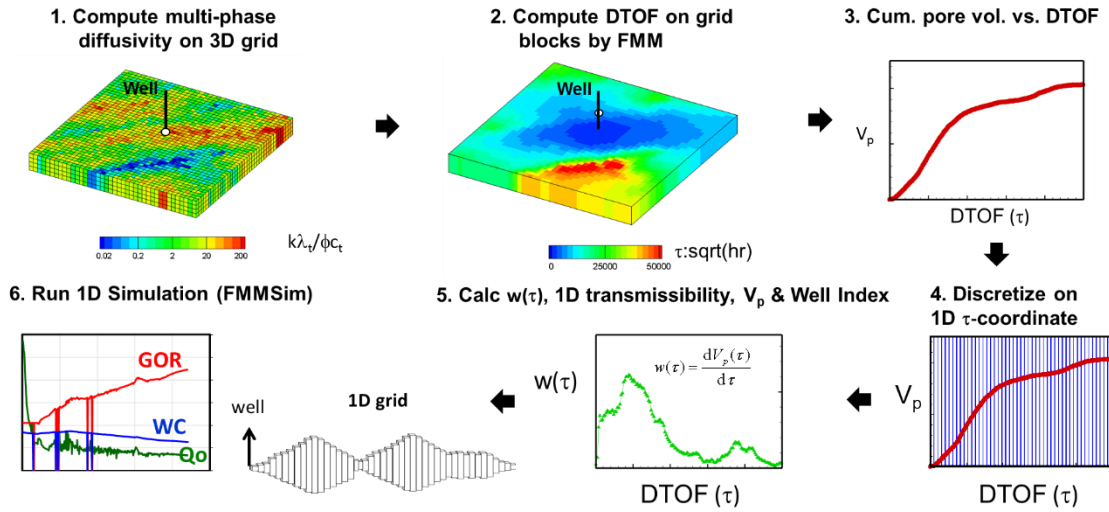 1. Compute multi-phase
diffusivity on 3D grid
Well
kλt/ϕct
0.02 0.2 2 20 200
2. Compute DTOF on grid
blocks by FMM
Well
τ:sqrt(hr)
0 25000 50000
3. Cum. pore vol. vs. DTOF
Vp
DTOF (τ)
4. Discretize on
1D τ-coordinate
Vp
DTOF (τ)
5. Calc w(τ), 1D transmissibility, Vp & Well Index
w(τ)
w(τ) = dVp(τ)
dτ
DTOF (τ)
6. Run 1D Simulation (FMMSim)
GOR
WC
Qo
well
1D grid